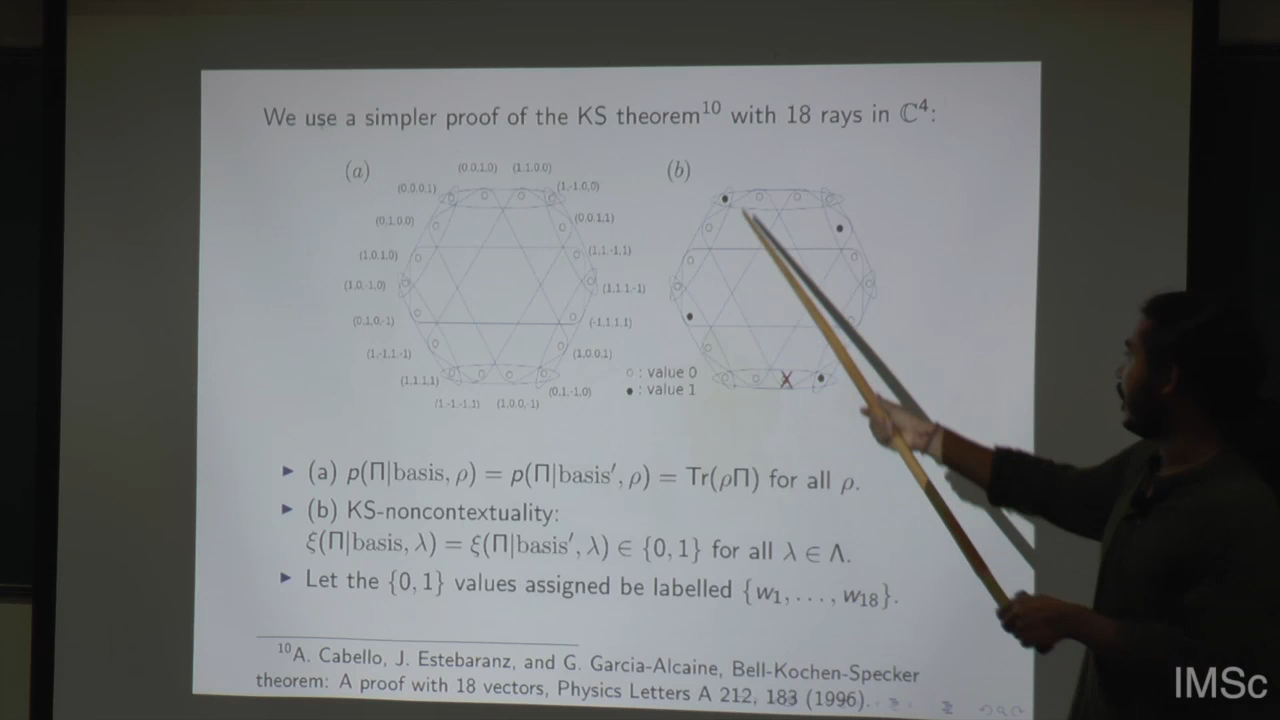 We use a simpler proof of the KS theorem¹⁰ with 18 rays in ℂ⁴:
(a)
(0,0,1,0) (1,1,0,0)
(0,0,0,1)
(1,-1,0,0)
(0,1,0,0)
(0,0,1,1)
(1,0,1,0)
(1,1,-1,1)
(1,0,-1,0)
(1,1,1,-1)
(0,1,0,-1)
(-1,1,1,1)
(1,-1,1,-1)
(1,0,0,1)
(1,1,1,1)
(0,1,-1,0)
(1,-1,-1,1) (1,0,0,-1)
(b)
X
○ : value 0
● : value 1
▶ (a) p(Π|basis, ρ) = p(Π|basis′, ρ) = Tr(ρΠ) for all ρ.
▶ (b) KS-noncontextuality:
ξ(Π|basis, λ) = ξ(Π|basis′, λ) ∈ {0, 1} for all λ ∈ Λ.
▶ Let the {0, 1} values assigned be labelled {w₁, . . . , w₁₈}.
¹⁰A. Cabello, J. Estebaranz, and G. Garcia-Alcaine, Bell-Kochen-Specker
theorem: A proof with 18 vectors, Physics Letters A 212, 183 (1996).
IMSc